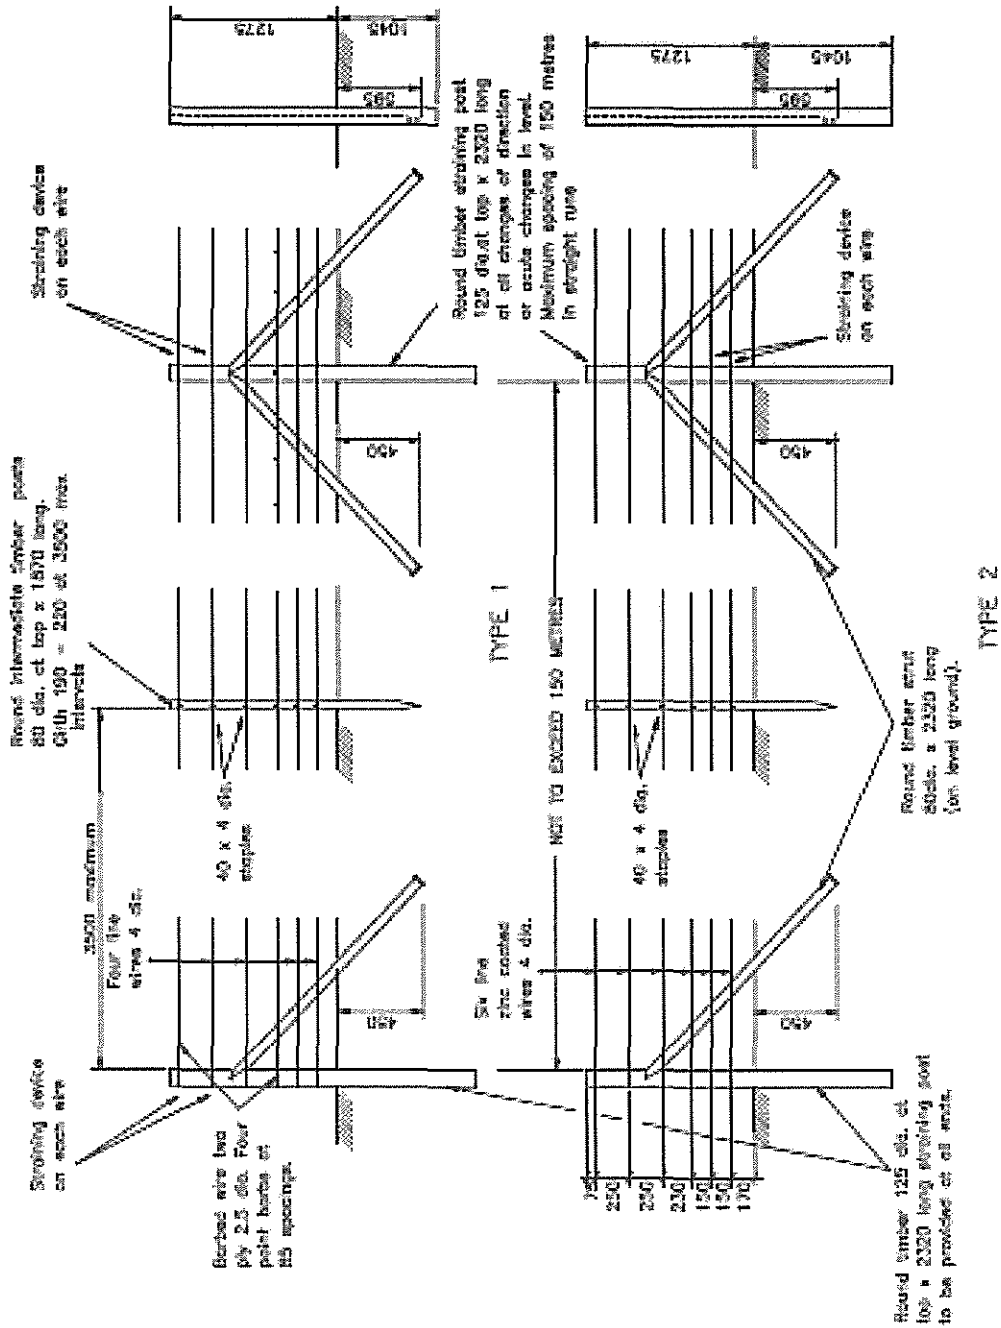 Round intermediate timber posts
80 dia. at top x 1870 long.
Girth 190 - 220 at 3500 max.
intervals
Straining device
on each wire
3500 maximum
Four line
wires 4 dia.
Straining device
on each wire
Barbed wire two
ply 2.5 dia. Four
point barbs at
85 spacings.
40 x 4 dia.
staples
450
450
1275
1045
595
TYPE 1
Round timber straining post
125 dia.at top x 2320 long
at all changes of direction
or acute changes in level.
Maximum spacing of 150 metres
in straight runs
NOT TO EXCEED 150 METRES
Six line
zinc coated
wires 4 dia.
40 x 4 dia.
staples
Straining device
on each wire
75
250
250
230
150
150
170
450
450
1275
1045
595
Round timber 125 dia. at
top x 2320 long straining post
to be provided at all ends.
Round timber strut
80dia. x 2320 long
(on level ground).
TYPE 2